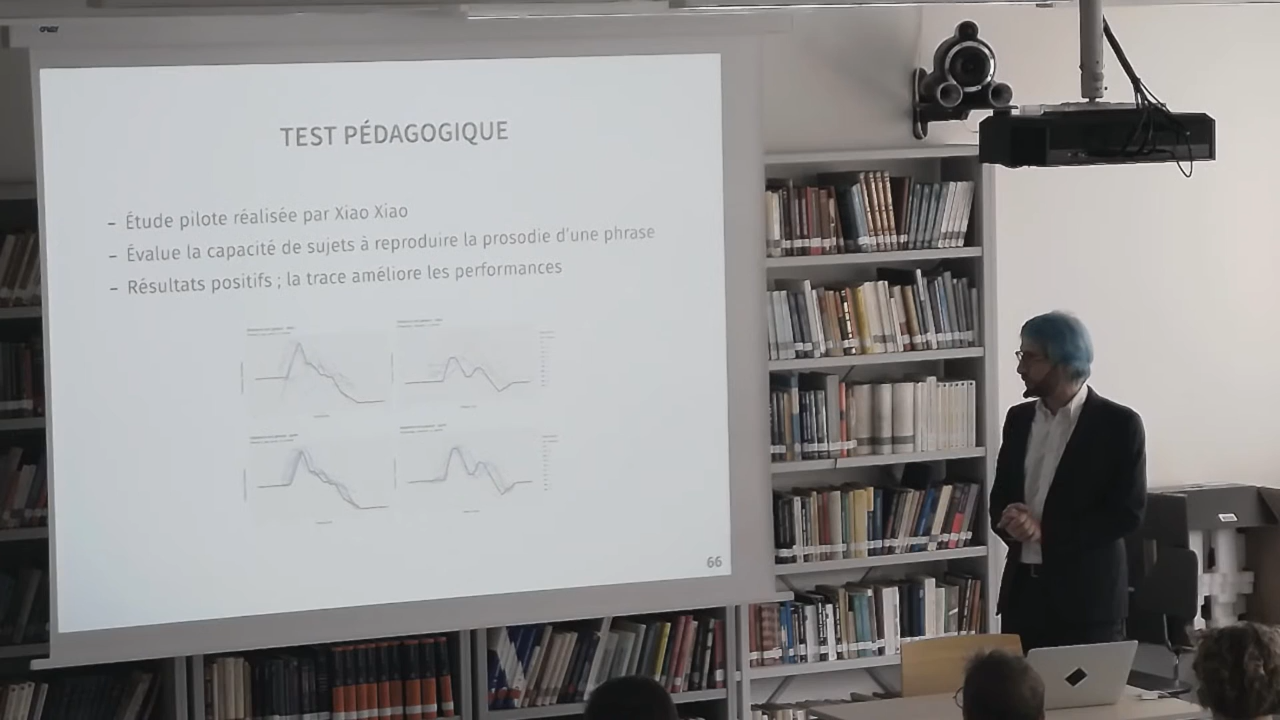 TEST PÉDAGOGIQUE
– Étude pilote réalisée par Xiao Xiao
– Évalue la capacité de sujets à reproduire la prosodie d'une phrase
– Résultats positifs ; la trace améliore les performances
66